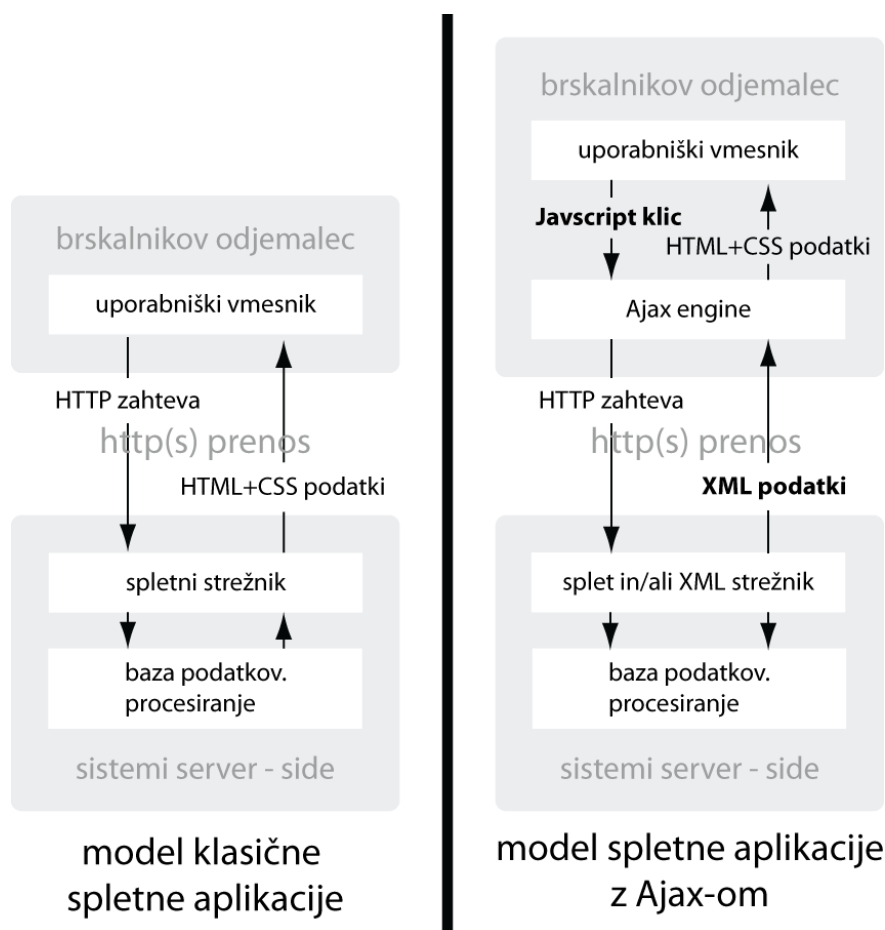 brskalnikov odjemalec
uporabniški vmesnik
HTTP zahteva
http(s) prenos
HTML+CSS podatki
spletni strežnik
baza podatkov.
procesiranje
sistemi server - side
model klasične
spletne aplikacije
brskalnikov odjemalec
uporabniški vmesnik
Javscript klic
HTML+CSS podatki
Ajax engine
HTTP zahteva
http(s) prenos
XML podatki
splet in/ali XML strežnik
baza podatkov.
procesiranje
sistemi server - side
model spletne aplikacije
z Ajax-om